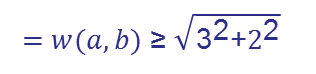 = w(a, b) ≥ √3²+2²